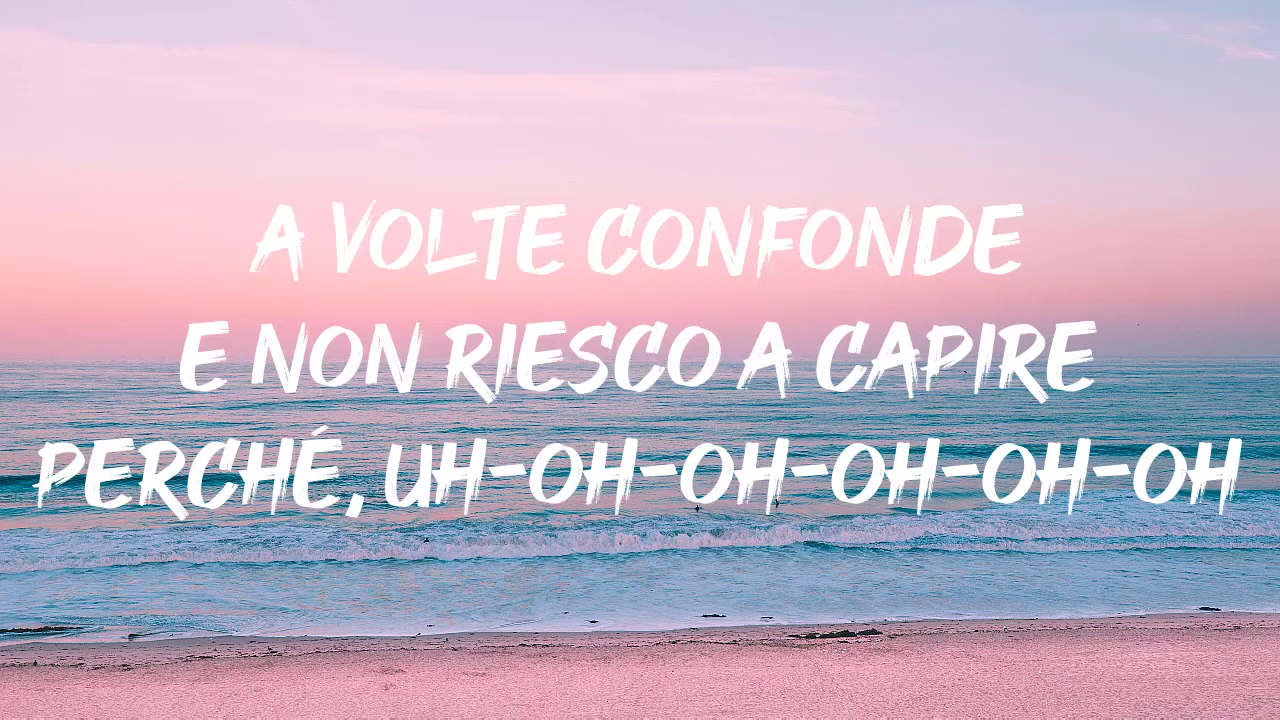 A VOLTE CONFONDE
E NON RIESCO A CAPIRE
PERCHÉ, UH-OH-OH-OH-OH-OH